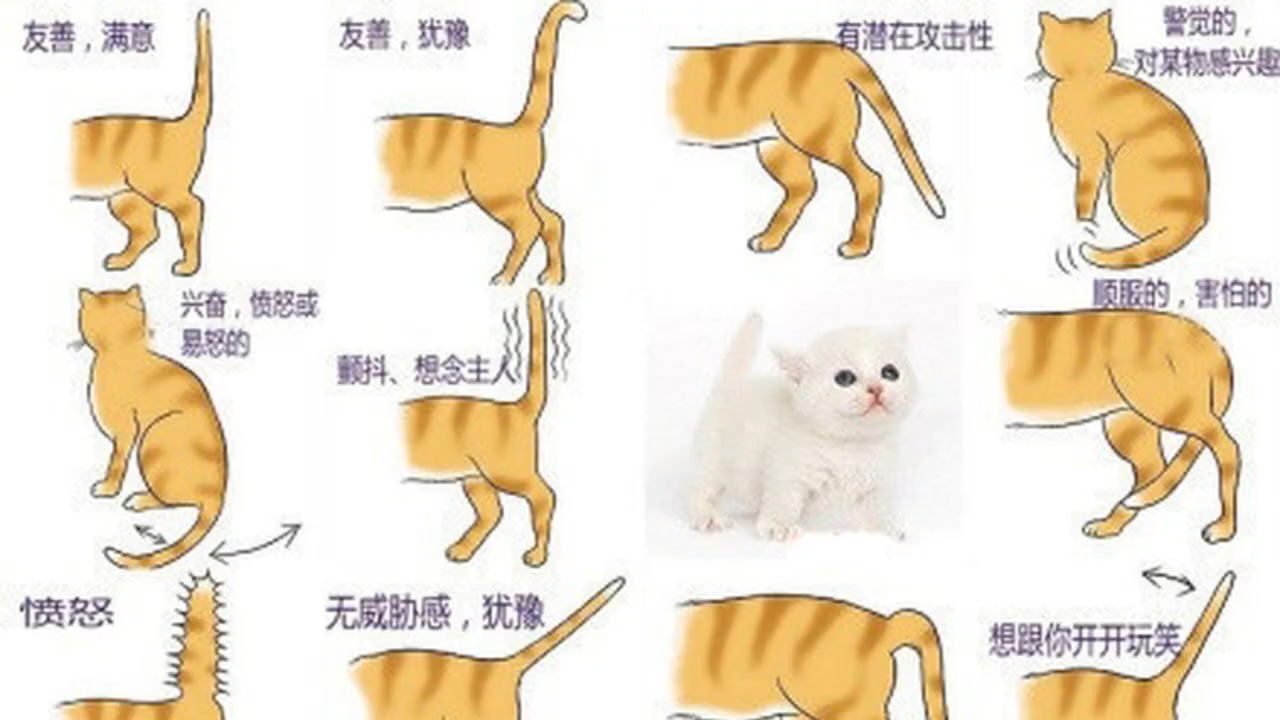 友善，满意
友善，犹豫
有潜在攻击性
警觉的，
对某物感兴趣
兴奋，愤怒或
易怒的
颤抖、想念主人
顺服的，害怕的
愤怒
无威胁感，犹豫
想跟你开开玩笑